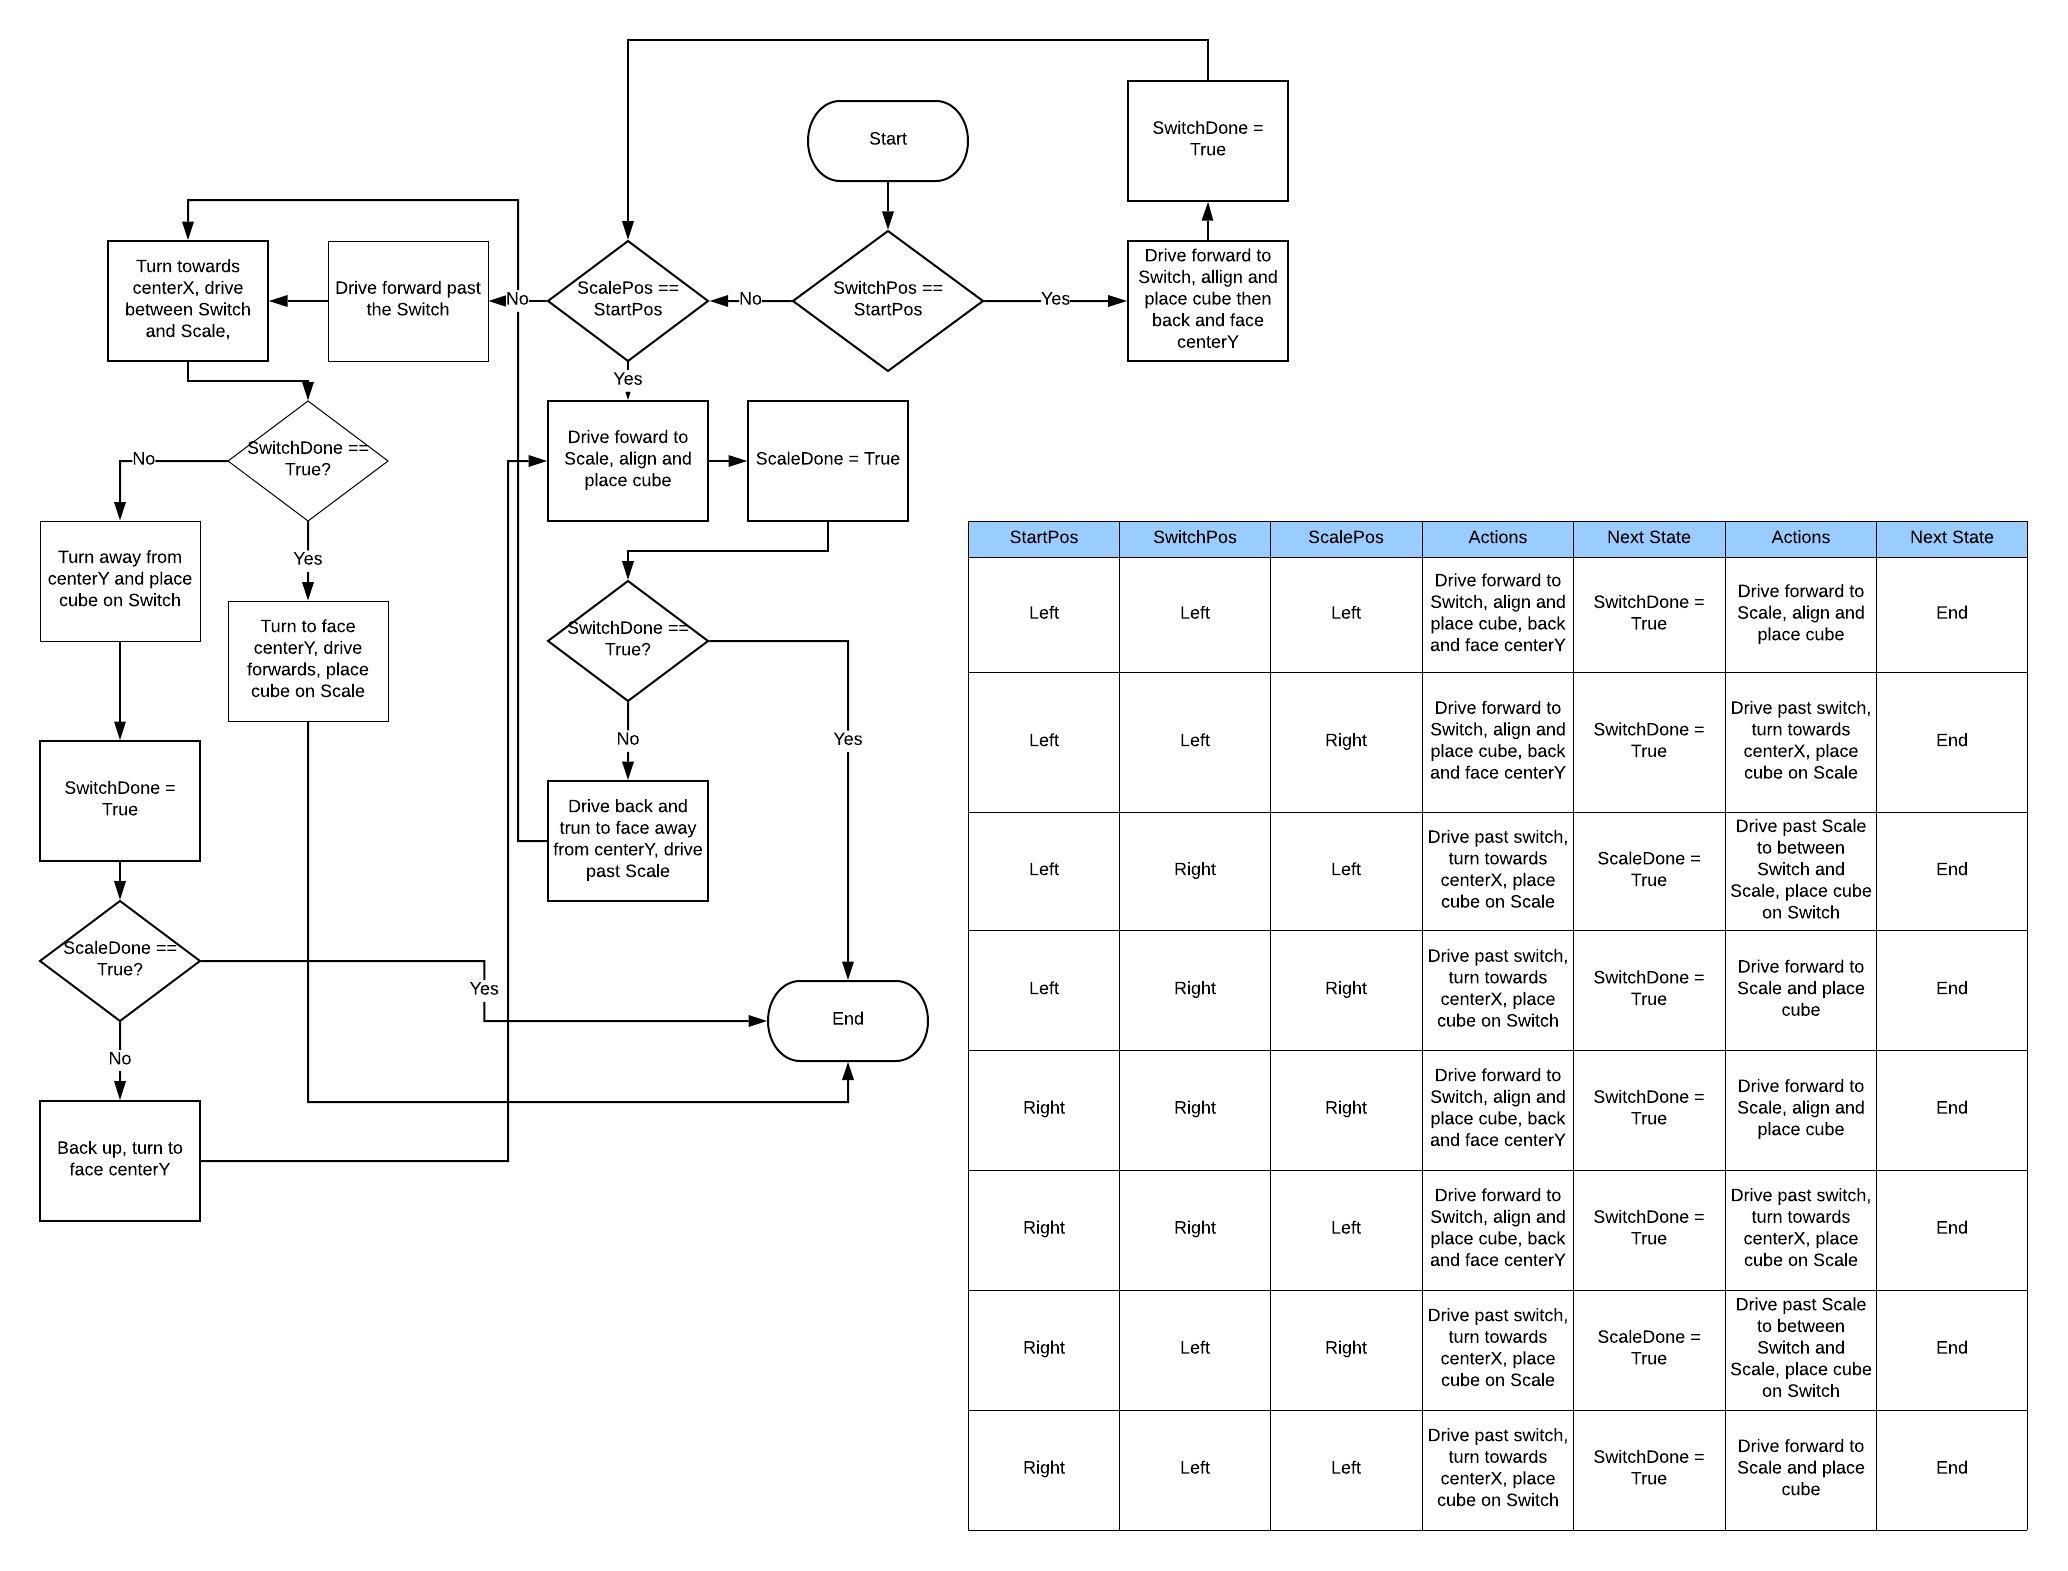 Start
SwitchDone =
True
Turn towards
centerX, drive
between Switch
and Scale,
Drive forward past
the Switch
No
ScalePos ==
StartPos
No
SwitchPos ==
StartPos
Yes
Drive forward to
Switch, allign and
place cube then
back and face
centerY
Yes
SwitchDone ==
True?
No
Yes
Drive foward to
Scale, align and
place cube
ScaleDone = True
Turn away from
centerY and place
cube on Switch
Turn to face
centerY, drive
forwards, place
cube on Scale
SwitchDone ==
True?
No
Yes
SwitchDone =
True
Drive back and
trun to face away
from centerY, drive
past Scale
ScaleDone ==
True?
Yes
No
End
Back up, turn to
face centerY
StartPos
SwitchPos
ScalePos
Actions
Next State
Actions
Next State
Left
Left
Left
Drive forward to
Switch, align and
place cube, back
and face centerY
SwitchDone =
True
Drive forward to
Scale, align and
place cube
End
Left
Left
Right
Drive forward to
Switch, align and
place cube, back
and face centerY
SwitchDone =
True
Drive past switch,
turn towards
centerX, place
cube on Scale
End
Left
Right
Left
Drive past switch,
turn towards
centerX, place
cube on Scale
ScaleDone =
True
Drive past Scale
to between
Switch and
Scale, place cube
on Switch
End
Left
Right
Right
Drive past switch,
turn towards
centerX, place
cube on Switch
SwitchDone =
True
Drive forward to
Scale and place
cube
End
Right
Right
Right
Drive forward to
Switch, align and
place cube, back
and face centerY
SwitchDone =
True
Drive forward to
Scale, align and
place cube
End
Right
Right
Left
Drive forward to
Switch, align and
place cube, back
and face centerY
SwitchDone =
True
Drive past switch,
turn towards
centerX, place
cube on Scale
End
Right
Left
Right
Drive past switch,
turn towards
centerX, place
cube on Scale
ScaleDone =
True
Drive past Scale
to between
Switch and
Scale, place cube
on Switch
End
Right
Left
Left
Drive past switch,
turn towards
centerX, place
cube on Switch
SwitchDone =
True
Drive forward to
Scale and place
cube
End